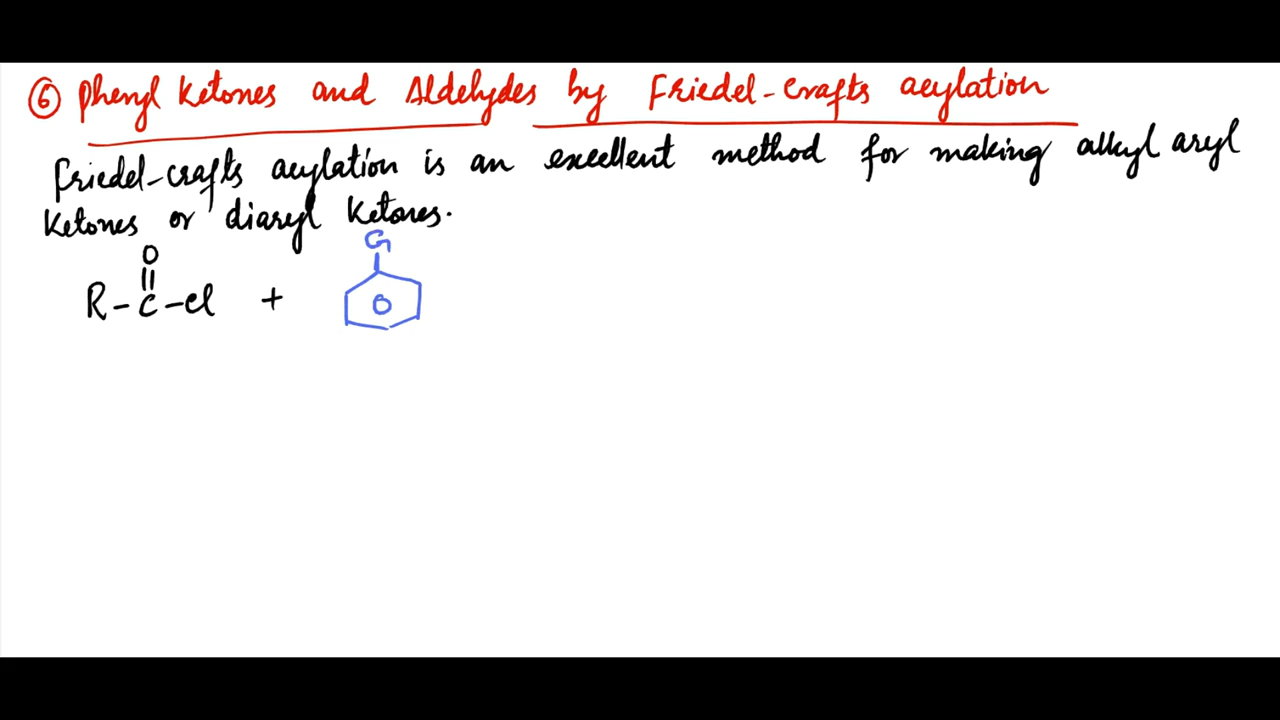 ⑥ Phenyl Ketones and Aldehydes by Friedel-Crafts acylation
Friedel-crafts acylation is an excellent method for making alkyl aryl
Ketones or diaryl Ketones.
O
G
R-C-Cl +